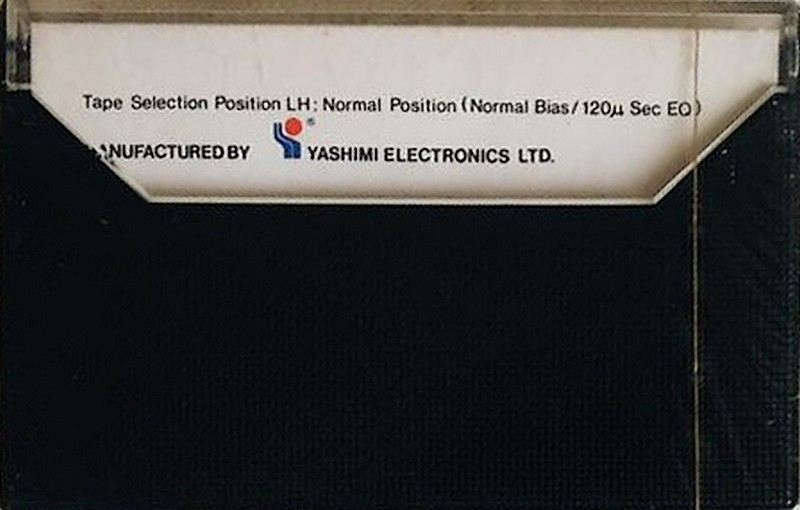 Tape Selection Position LH: Normal Position (Normal Bias/120µ Sec EQ)
ANUFACTURED BY ® YASHIMI ELECTRONICS LTD.